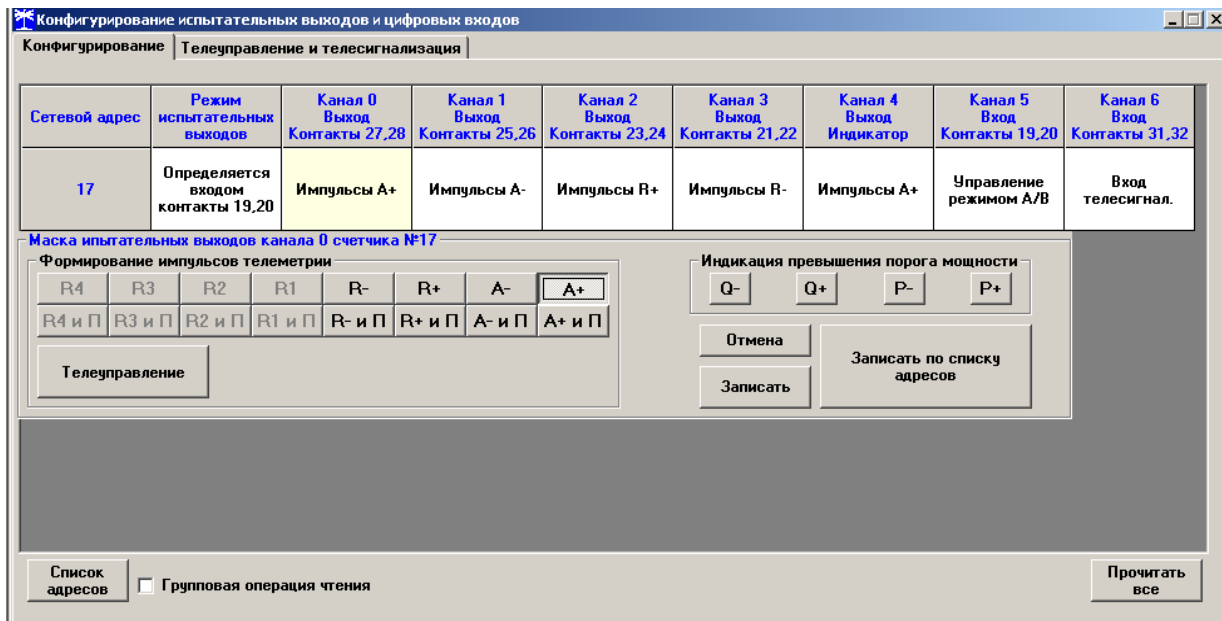 Конфигурирование испытательных выходов и цифровых входов
Конфигурирование Телеуправление и телесигнализация
Сетевой адрес
Режим
испытательных
выходов
Канал 0
Выход
Контакты 27,28
Канал 1
Выход
Контакты 25,26
Канал 2
Выход
Контакты 23,24
Канал 3
Выход
Контакты 21,22
Канал 4
Выход
Индикатор
Канал 5
Вход
Контакты 19,20
Канал 6
Вход
Контакты 31,32
17
Определяется
входом
контакты 19,20
Импульсы A+
Импульсы A-
Импульсы R+
Импульсы R-
Импульсы A+
Управление
режимом A/B
Вход
телесигнал.
Маска ипытательных выходов канала 0 счетчика №17
Формирование импульсов телеметрии
R4 R3 R2 R1 R- R+ A- A+
R4 и П R3 и П R2 и П R1 и П R- и П R+ и П A- и П A+ и П
Телеуправление
Индикация превышения порога мощности
Q- Q+ P- P+
Отмена
Записать
Записать по списку
адресов
Список
адресов
Групповая операция чтения
Прочитать
все